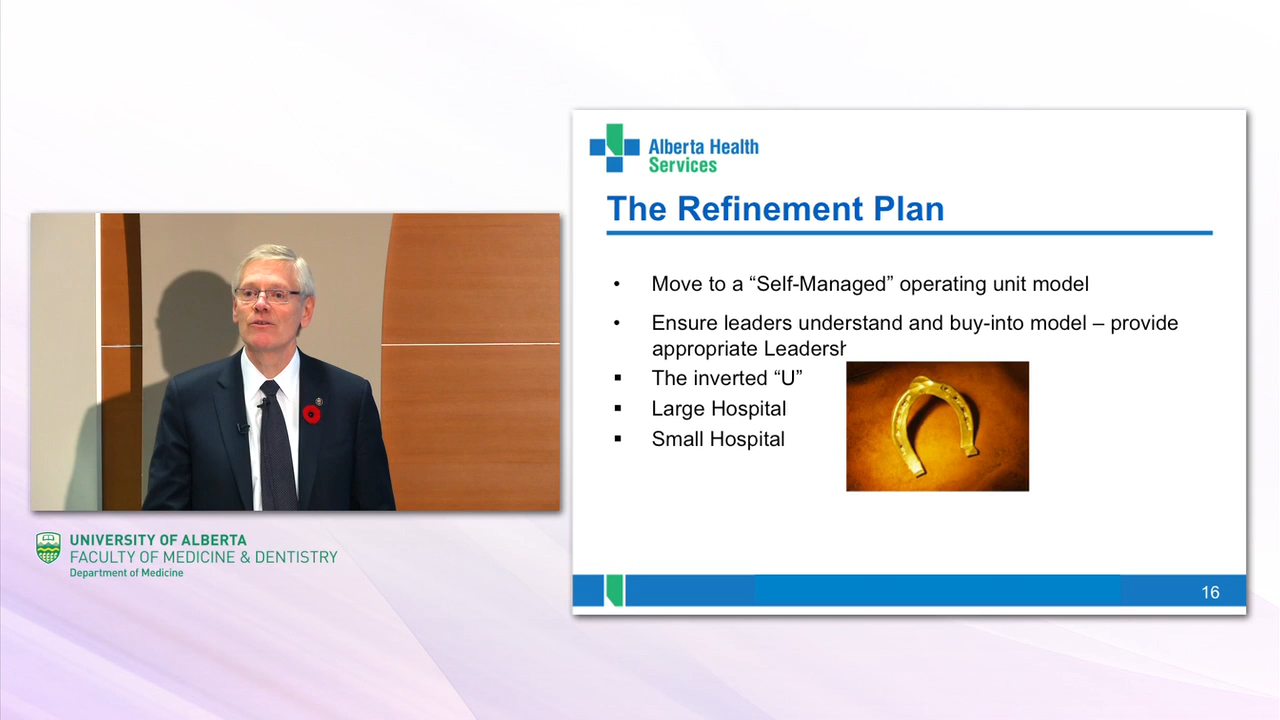 Alberta Health
Services
The Refinement Plan
• Move to a “Self-Managed” operating unit model
• Ensure leaders understand and buy-into model – provide
appropriate
▪ The inverted “U”
▪ Large Hospital
▪ Small Hospital
16
UNIVERSITY OF ALBERTA
FACULTY OF MEDICINE & DENTISTRY
Department of Medicine